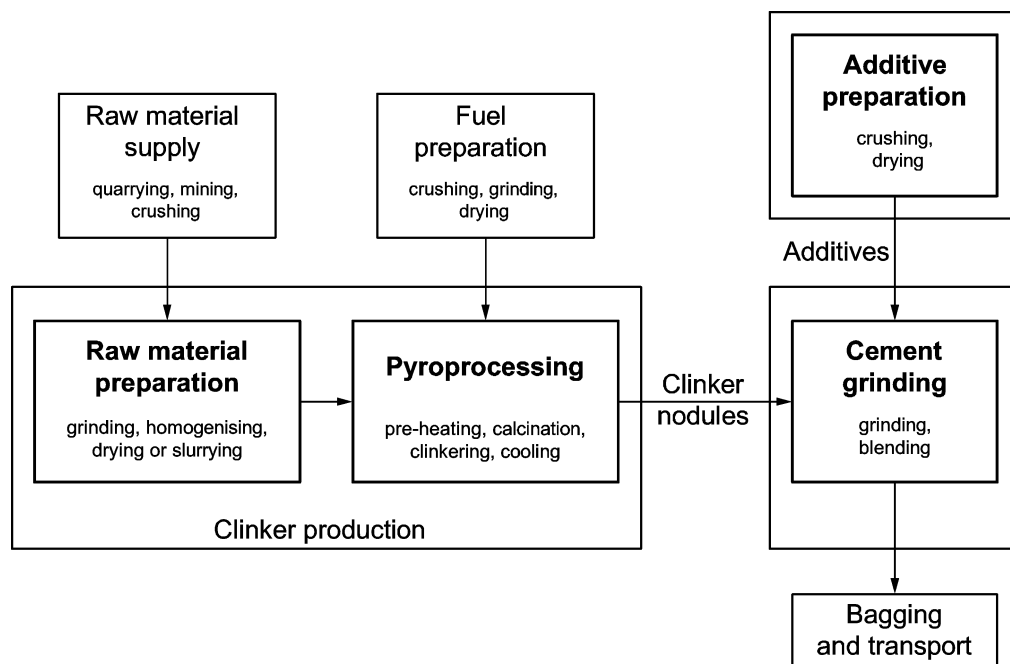 Raw material
supply
quarrying, mining,
crushing
Fuel
preparation
crushing, grinding,
drying
Additive
preparation
crushing,
drying
Additives
Raw material
preparation
grinding, homogenising,
drying or slurrying
Pyroprocessing
pre-heating, calcination,
clinkering, cooling
Clinker
nodules
Cement
grinding
grinding,
blending
Clinker production
Bagging
and transport